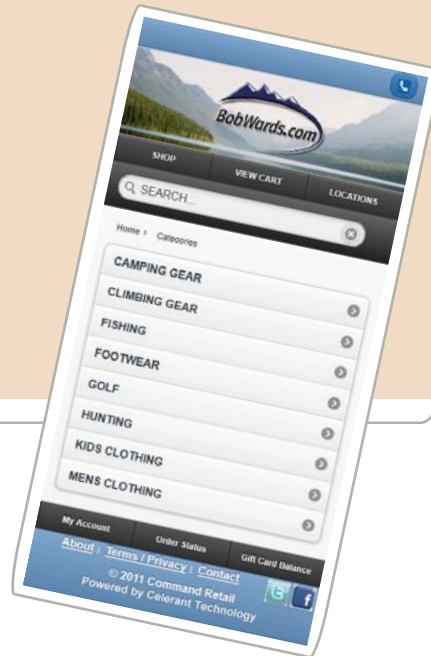 BobWards.com
SHOP VIEW CART LOCATIONS
SEARCH...
Home › Categories
CAMPING GEAR
CLIMBING GEAR
FISHING
FOOTWEAR
GOLF
HUNTING
KIDS CLOTHING
MENS CLOTHING
My Account Order Status Gift Card Balance
About | Terms / Privacy | Contact
© 2011 Command Retail
Powered by Celerant Technology